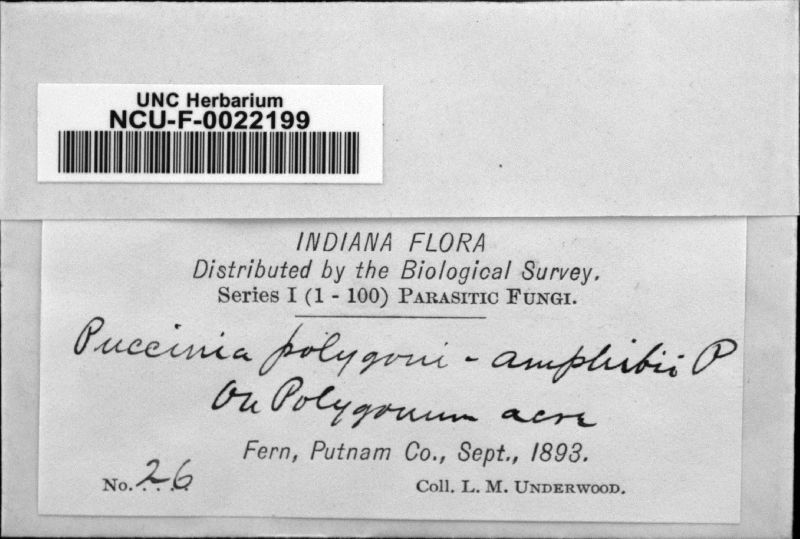 UNC Herbarium
NCU-F-0022199
INDIANA FLORA
Distributed by the Biological Survey.
Series I (1 - 100) PARASITIC FUNGI.
Puccinia polygoni - amphibii P
On Polygonum acre
Fern, Putnam Co., Sept., 1893.
No. 26
Coll. L. M. UNDERWOOD.